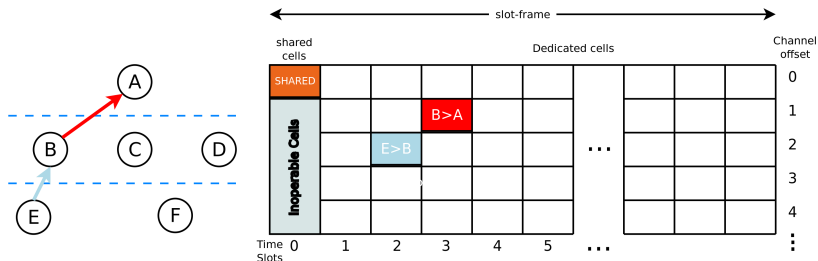 slot-frame
shared
cells
Dedicated cells
Channel
offset
SHARED
0
A
B>A
1
Inoperable Cells
B
C
D
E>B
...
2
3
E
F
4
Time
Slots
0
1
2
3
4
5
...
⋮